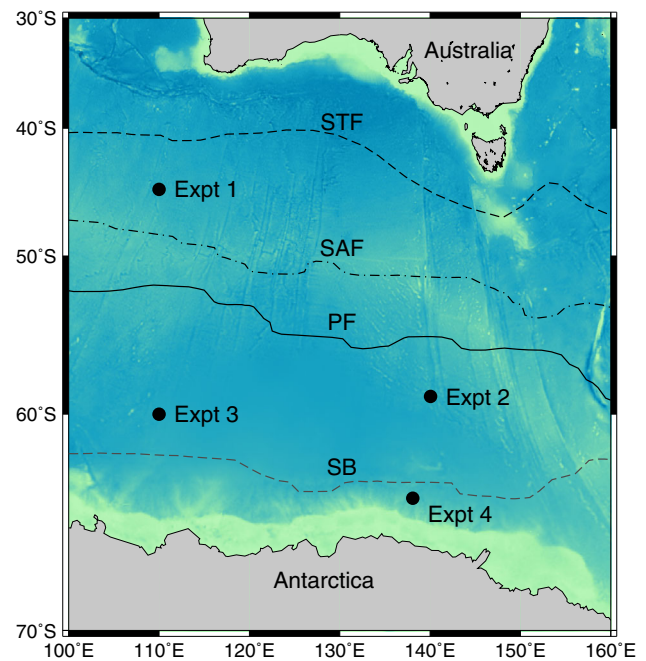 30°S
Australia
40°S
STF
Expt 1
50°S
SAF
PF
Expt 2
60°S
Expt 3
SB
Expt 4
Antarctica
70°S
100°E 110°E 120°E 130°E 140°E 150°E 160°E